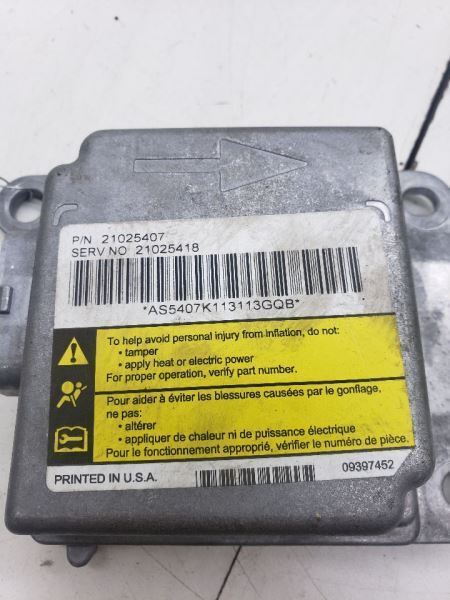 P/N 21025407
SERV NO 21025418
*AS5407K113113GQB*
To help avoid personal injury from inflation, do not:
• tamper
• apply heat or electric power
For proper operation, verify part number.
Pour aider à éviter les blessures causées par le gonflage,
ne pas:
• altérer
• appliquer de chaleur ni de puissance électrique
Pour le fonctionnement approprié, vérifier le numéro de pièce.
PRINTED IN U.S.A.
09397452